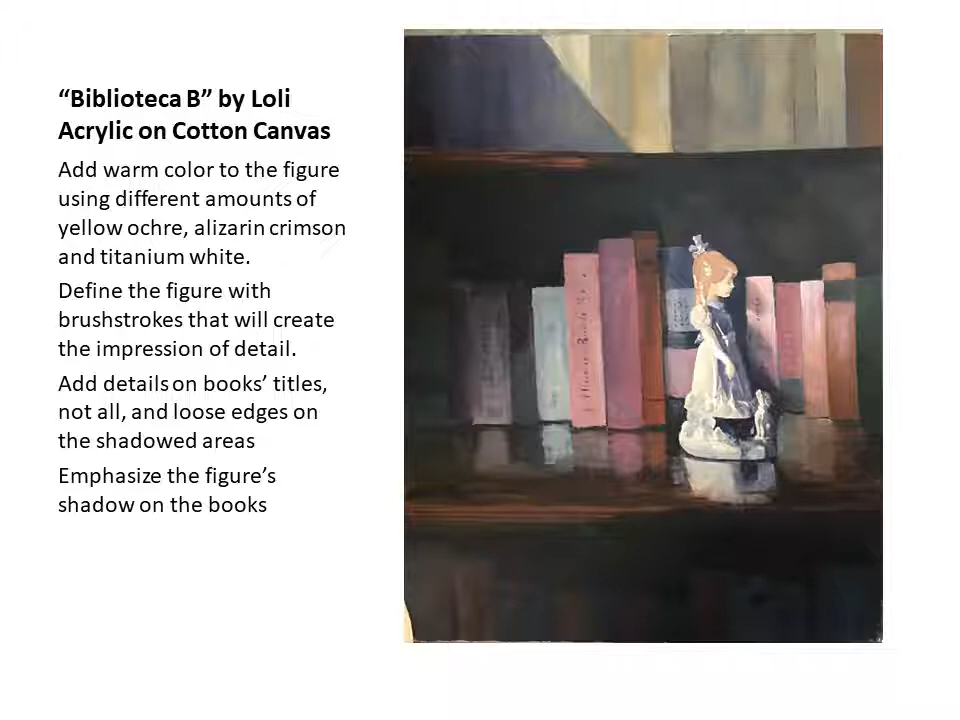 “Biblioteca B” by Loli
Acrylic on Cotton Canvas
Add warm color to the figure
using different amounts of
yellow ochre, alizarin crimson
and titanium white.
Define the figure with
brushstrokes that will create
the impression of detail.
Add details on books’ titles,
not all, and loose edges on
the shadowed areas
Emphasize the figure’s
shadow on the books